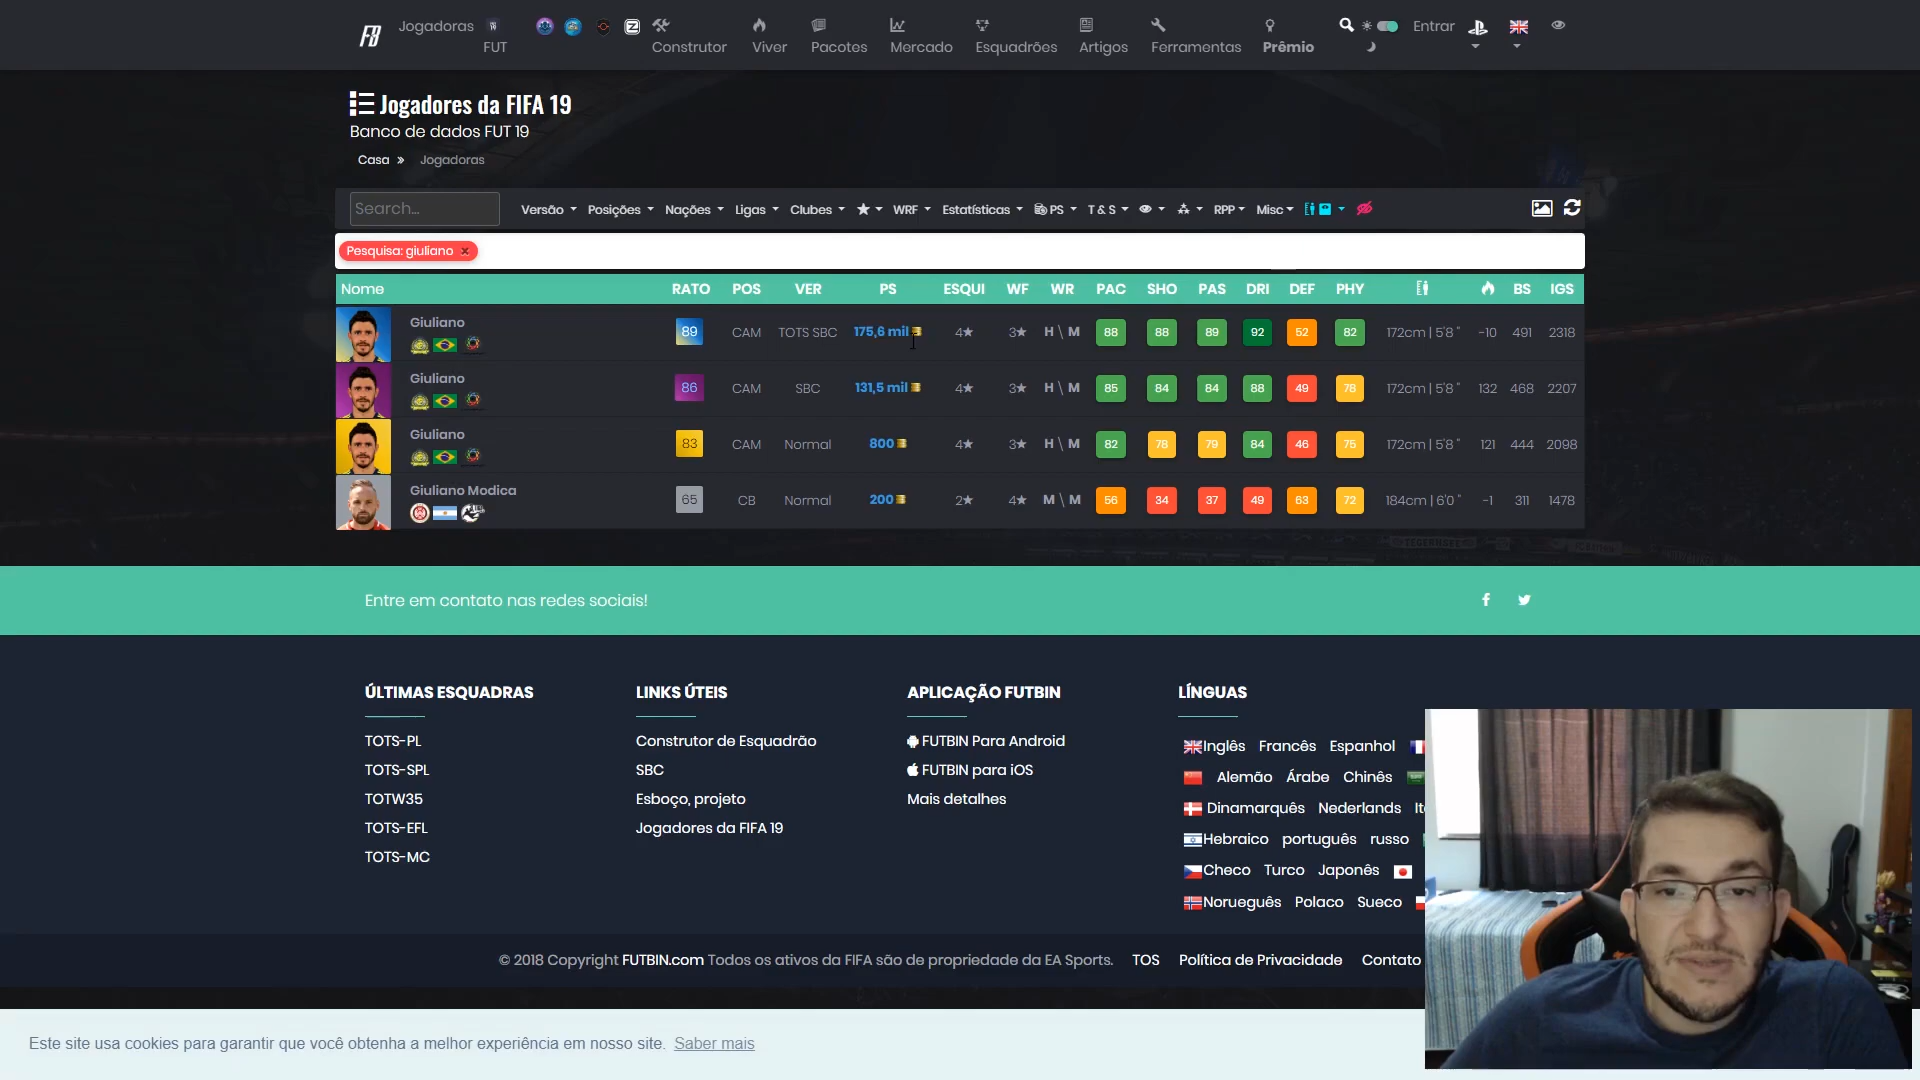 Jogadoras
FUT
Construtor
Viver
Pacotes
Mercado
Esquadrões
Artigos
Ferramentas
Prêmio
Entrar
Jogadores da FIFA 19
Banco de dados FUT 19
Casa » Jogadoras
Search...
Versão Posições Nações Ligas Clubes WRF Estatísticas PS T & S RPP Misc
Pesquisa: giuliano ×
Nome RATO POS VER PS ESQUI WF WR PAC SHO PAS DRI DEF PHY BS IGS
Giuliano
89 CAM TOTS SBC 175,6 mil 4★ 3★ H \ M 88 88 89 92 52 82 172cm | 5'8 " -10 491 2318
Giuliano
86 CAM SBC 131,5 mil 4★ 3★ H \ M 85 84 84 88 49 78 172cm | 5'8 " 132 468 2207
Giuliano
83 CAM Normal 800 4★ 3★ H \ M 82 78 79 84 46 75 172cm | 5'8 " 121 444 2098
Giuliano Modica
65 CB Normal 200 2★ 4★ M \ M 56 34 37 49 63 72 184cm | 6'0 " -1 311 1478
Entre em contato nas redes sociais!
ÚLTIMAS ESQUADRAS
TOTS-PL
TOTS-SPL
TOTW35
TOTS-EFL
TOTS-MC
LINKS ÚTEIS
Construtor de Esquadrão
SBC
Esboço, projeto
Jogadores da FIFA 19
APLICAÇÃO FUTBIN
FUTBIN Para Android
FUTBIN para iOS
Mais detalhes
LÍNGUAS
Inglês Francês Espanhol
Alemão Árabe Chinês
Dinamarquês Nederlands
Hebraico português russo
Checo Turco Japonês
Norueguês Polaco Sueco
© 2018 Copyright FUTBIN.com Todos os ativos da FIFA são de propriedade da EA Sports. TOS Política de Privacidade Contato
Este site usa cookies para garantir que você obtenha a melhor experiência em nosso site. Saber mais